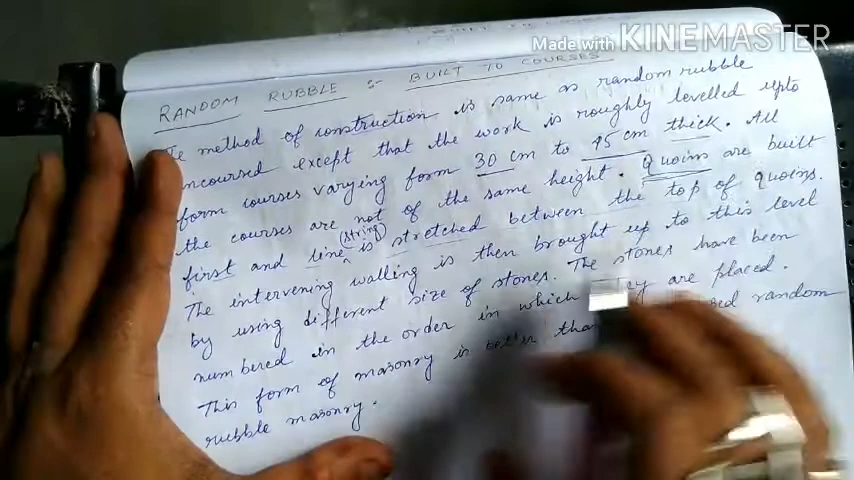 Made with KINEMASTER
RANDOM RUBBLE :- BUILT TO COURSES
The method of construction is same as random rubble
uncoursed except that the work is roughly levelled upto
form courses varying form 30 cm to 45 cm thick. All
the courses are not of the same height. Quoins are built
first and line (string) is stretched between the top of quoins.
The intervening walling is then brought up to this level
by using different size of stones. The stones have been
numbered in the order in which they are placed.
This form of masonry is better than random
rubble masonry.